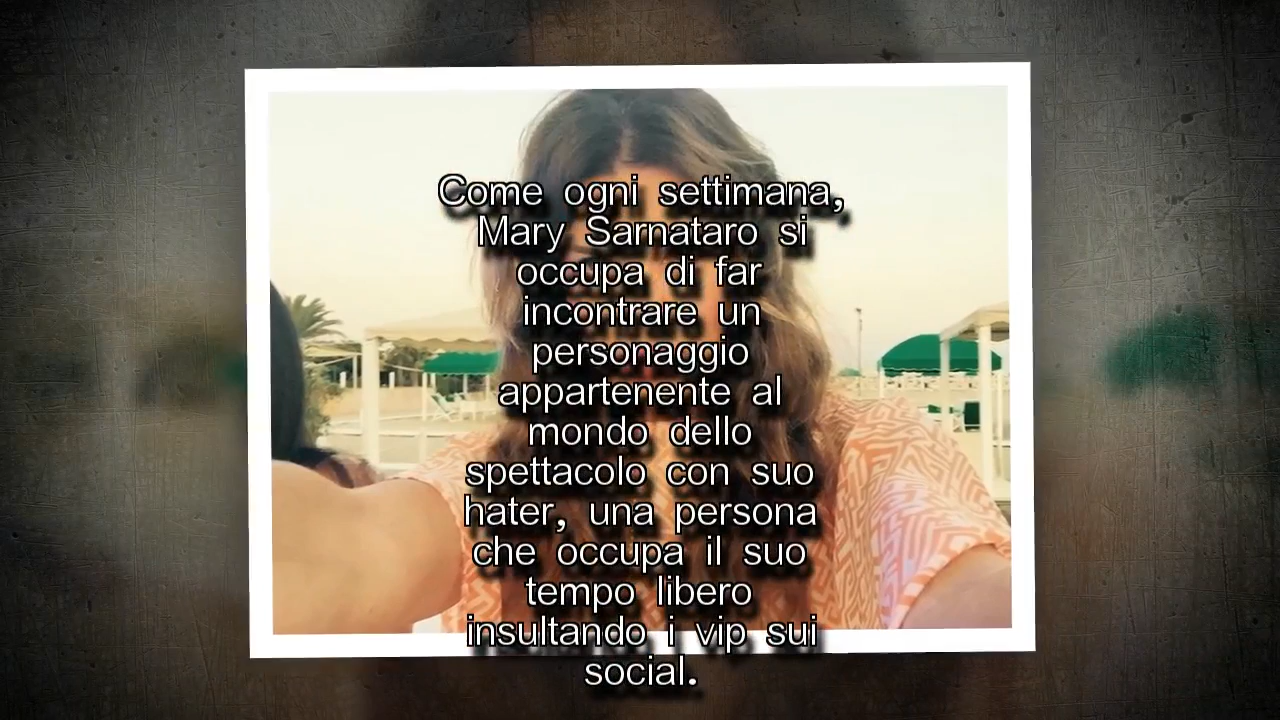 Come ogni settimana,
Mary Sarnataro si
occupa di far
incontrare un
personaggio
appartenente al
mondo dello
spettacolo con suo
hater, una persona
che occupa il suo
tempo libero
insultando i vip sui
social.